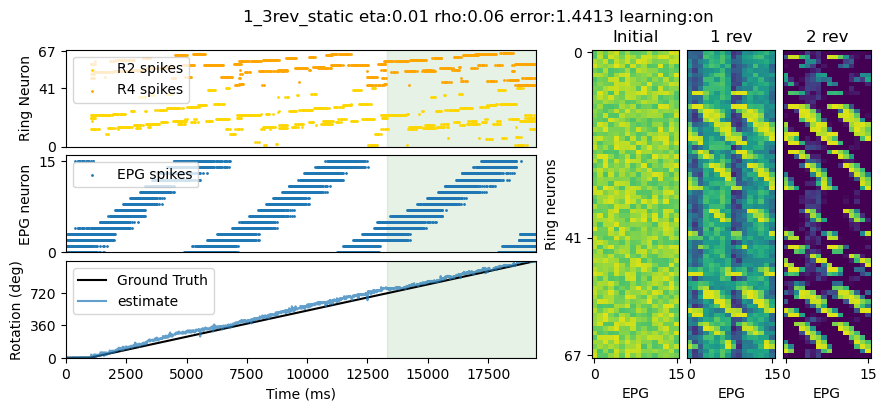 1_3rev_static eta:0.01 rho:0.06 error:1.4413 learning:on
Initial
1 rev
2 rev
Ring Neuron
67
41
0
R2 spikes
R4 spikes
EPG neuron
15
0
EPG spikes
Rotation (deg)
720
360
0
Ground Truth
estimate
0
2500
5000
7500
10000
12500
15000
17500
Time (ms)
Ring neurons
0
41
67
0
15
0
15
0
15
EPG
EPG
EPG